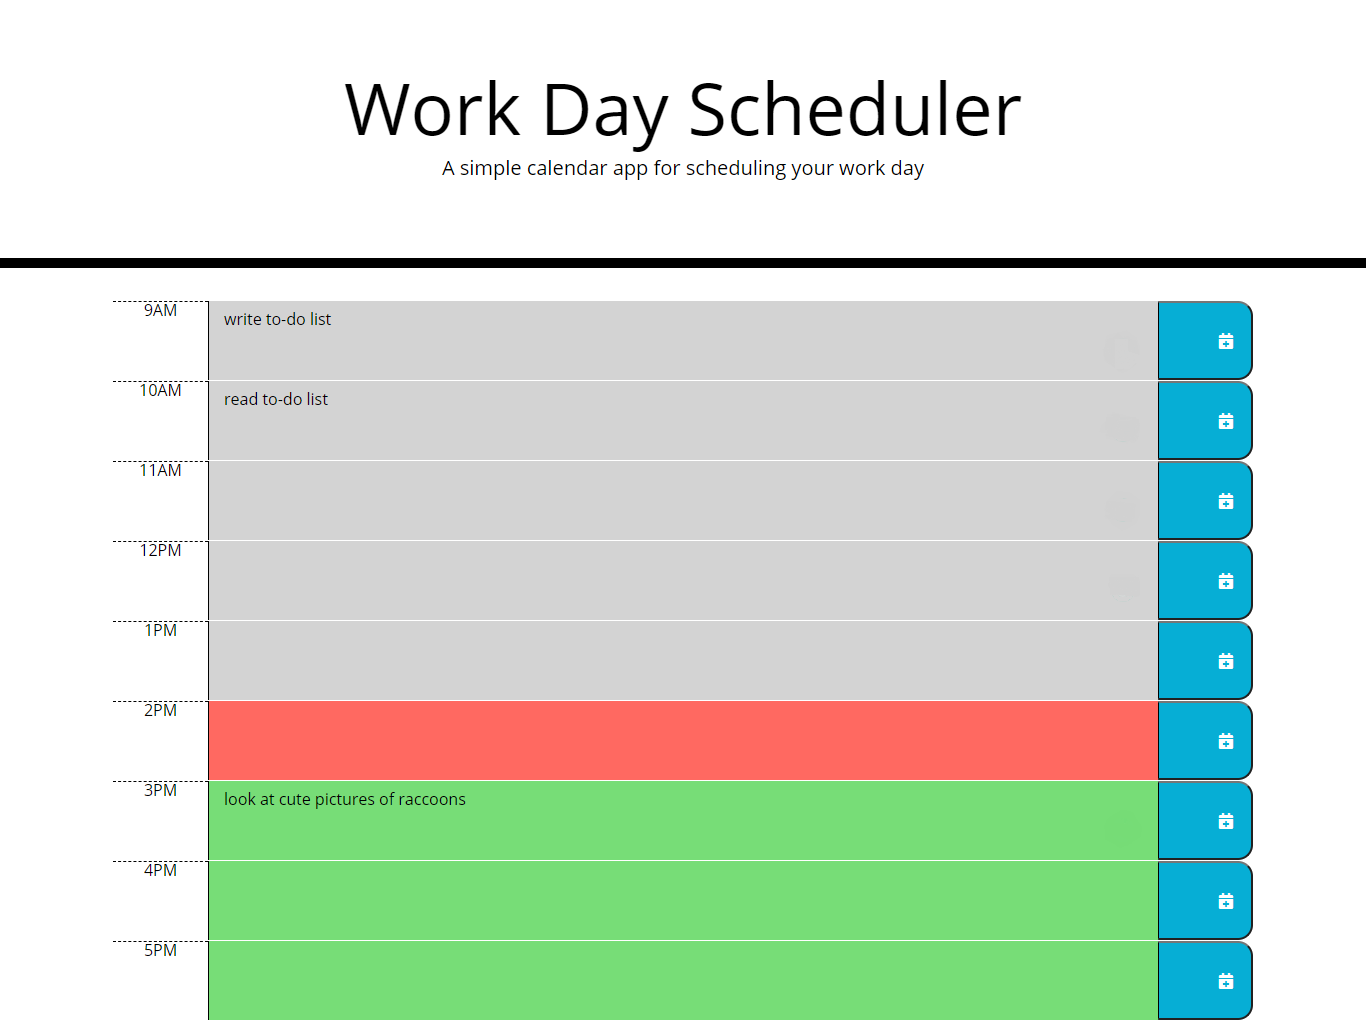 Work Day Scheduler
A simple calendar app for scheduling your work day
9AM
write to-do list
10AM
read to-do list
11AM
12PM
1PM
2PM
3PM
look at cute pictures of raccoons
4PM
5PM